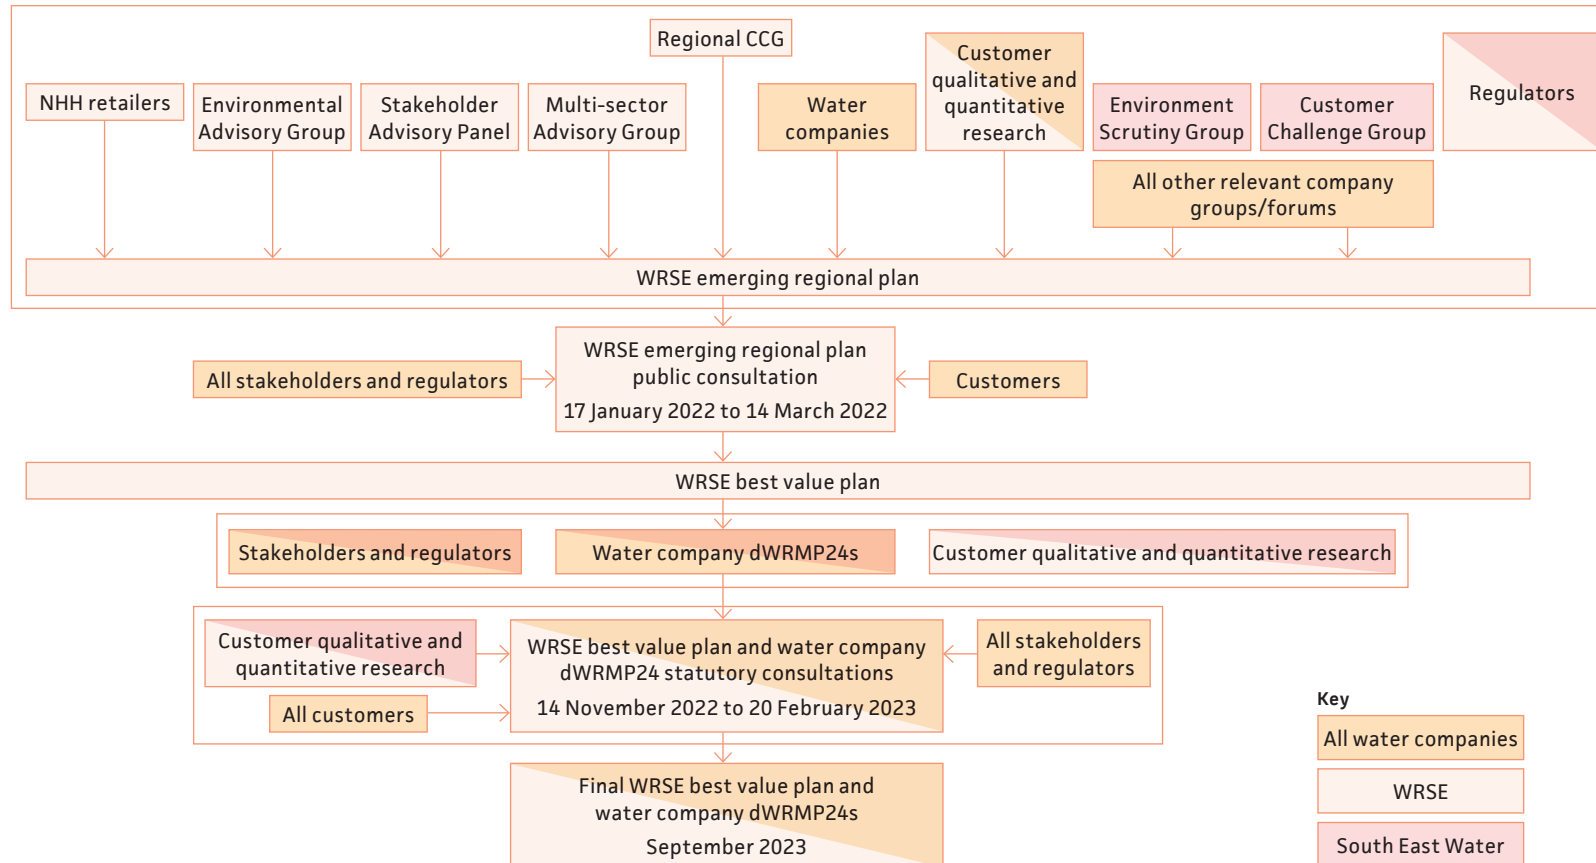 Regional CCG
NHH retailers
Environmental
Advisory Group
Stakeholder
Advisory Panel
Multi-sector
Advisory Group
Water
companies
Customer
qualitative and
quantitative
research
Environment
Scrutiny Group
Customer
Challenge Group
Regulators
All other relevant company
groups/forums
WRSE emerging regional plan
All stakeholders and regulators
WRSE emerging regional plan
public consultation
17 January 2022 to 14 March 2022
Customers
WRSE best value plan
Stakeholders and regulators
Water company dWRMP24s
Customer qualitative and quantitative research
Customer qualitative and
quantitative research
All customers
WRSE best value plan and water company
dWRMP24 statutory consultations
14 November 2022 to 20 February 2023
All stakeholders
and regulators
Final WRSE best value plan and
water company dWRMP24s
September 2023
Key
All water companies
WRSE
South East Water